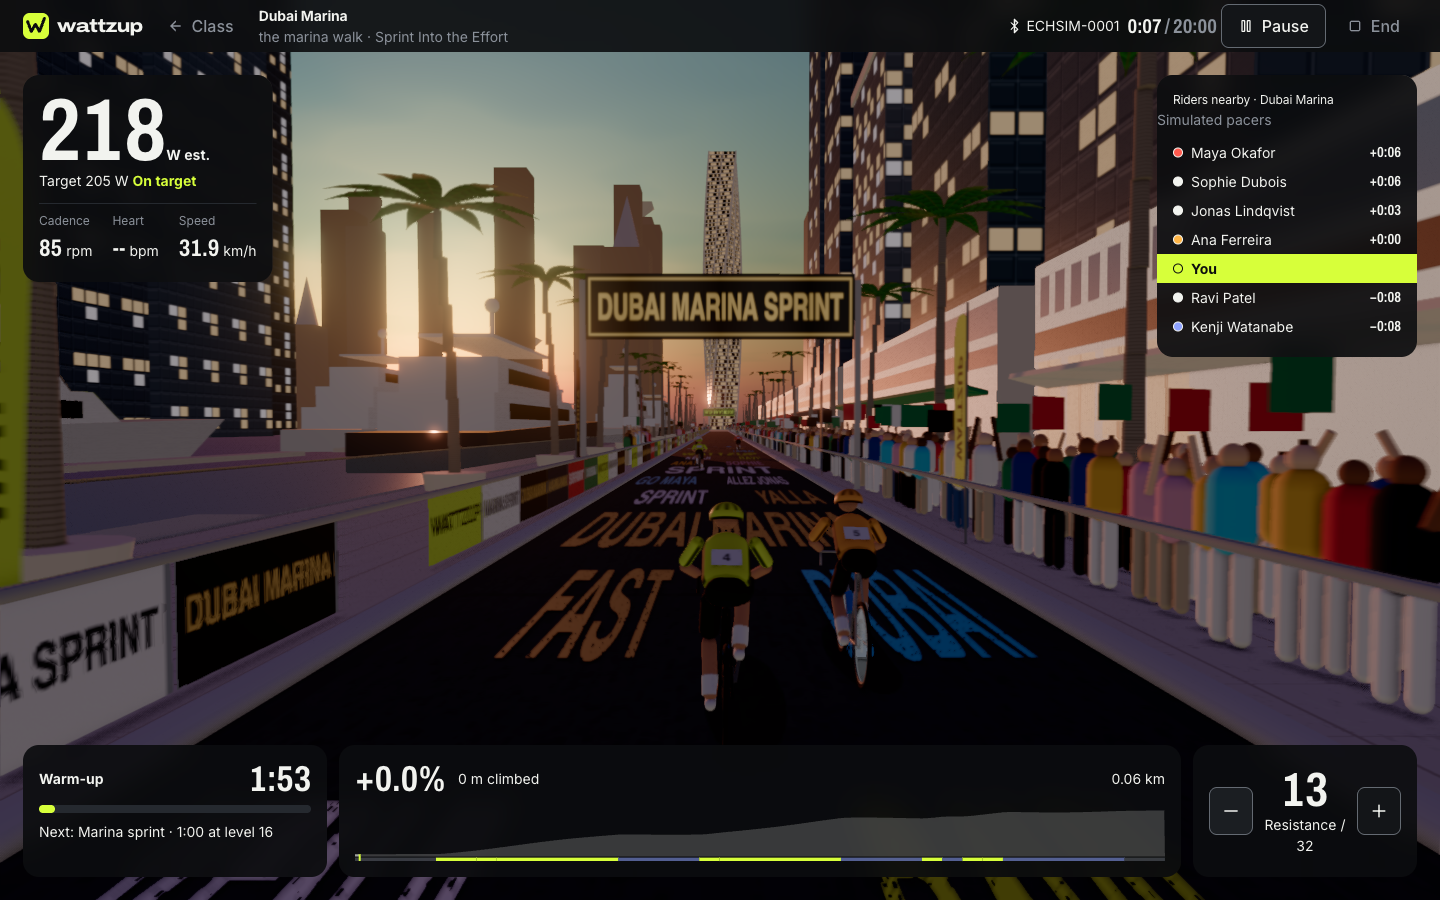 wattzup
Class
Dubai Marina
the marina walk · Sprint Into the Effort
ECHSIM-0001
0:07 / 20:00
Pause
End
218 W est.
Target 205 W On target
Cadence Heart Speed
85 rpm -- bpm 31.9 km/h
Riders nearby · Dubai Marina
Simulated pacers
Maya Okafor +0:06
Sophie Dubois +0:06
Jonas Lindqvist +0:03
Ana Ferreira +0:00
You
Ravi Patel −0:08
Kenji Watanabe −0:08
DUBAI MARINA SPRINT
SPRINT
GO MAYA ALLEZ JONAS
SPRINT YALLA
DUBAI MARINA
4
5
FAST DUBAI
DUBAI MARINA
A SPRINT
Warm-up 1:53
Next: Marina sprint · 1:00 at level 16
+0.0% 0 m climbed 0.06 km
− 13 +
Resistance /
32